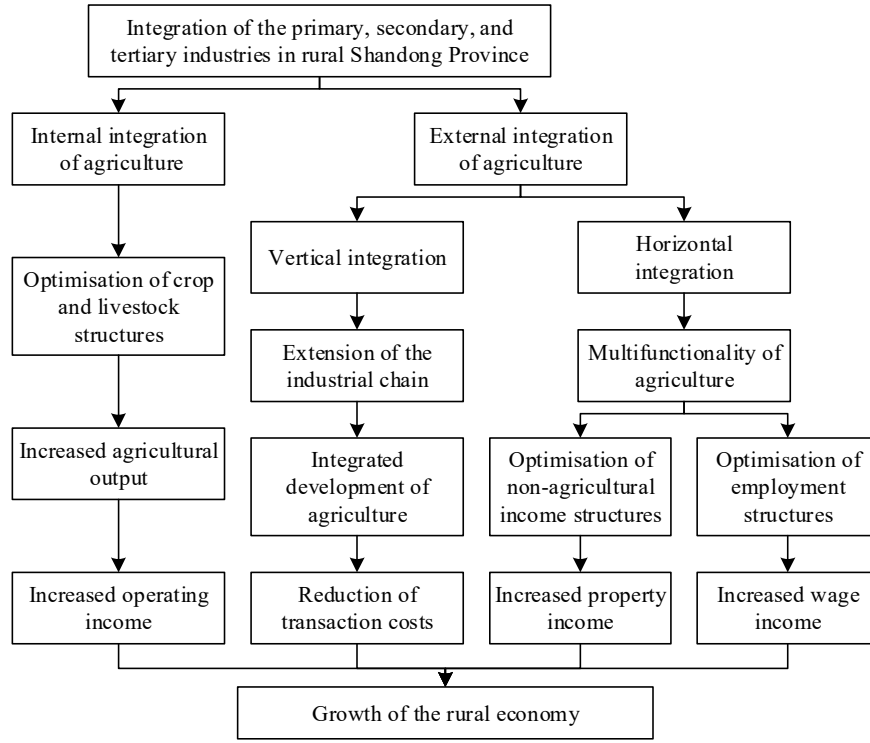 Integration of the primary, secondary, and
tertiary industries in rural Shandong Province
Internal integration
of agriculture
External integration
of agriculture
Vertical integration
Horizontal
integration
Optimisation of crop
and livestock
structures
Extension of the
industrial chain
Multifunctionality of
agriculture
Increased agricultural
output
Integrated
development of
agriculture
Optimisation of
non-agricultural
income structures
Optimisation of
employment
structures
Increased operating
income
Reduction of
transaction costs
Increased property
income
Increased wage
income
Growth of the rural economy